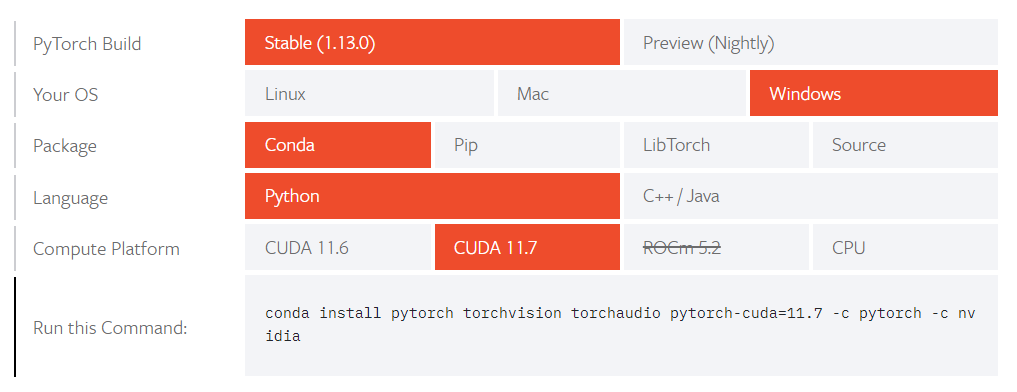 PyTorch Build Stable (1.13.0) Preview (Nightly)
Your OS Linux Mac Windows
Package Conda Pip LibTorch Source
Language Python C++ / Java
Compute Platform CUDA 11.6 CUDA 11.7 ROCm 5.2 CPU
Run this Command: conda install pytorch torchvision torchaudio pytorch-cuda=11.7 -c pytorch -c nv
idia